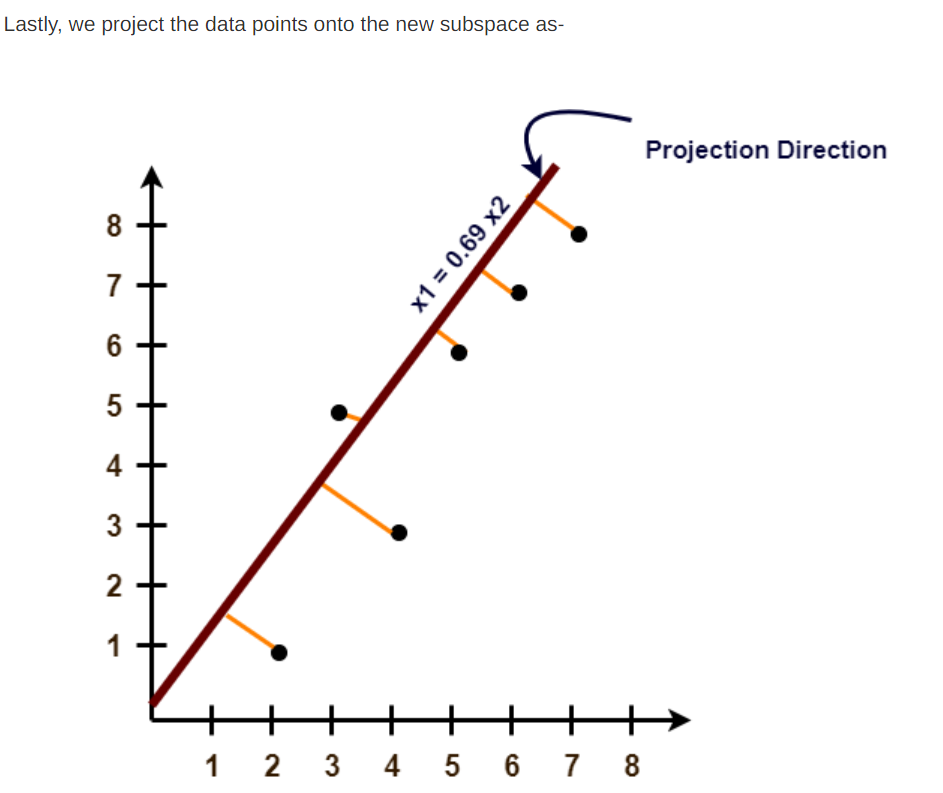 Lastly, we project the data points onto the new subspace as-
Projection Direction
x1 = 0.69 x2
8
7
6
5
4
3
2
1
1 2 3 4 5 6 7 8